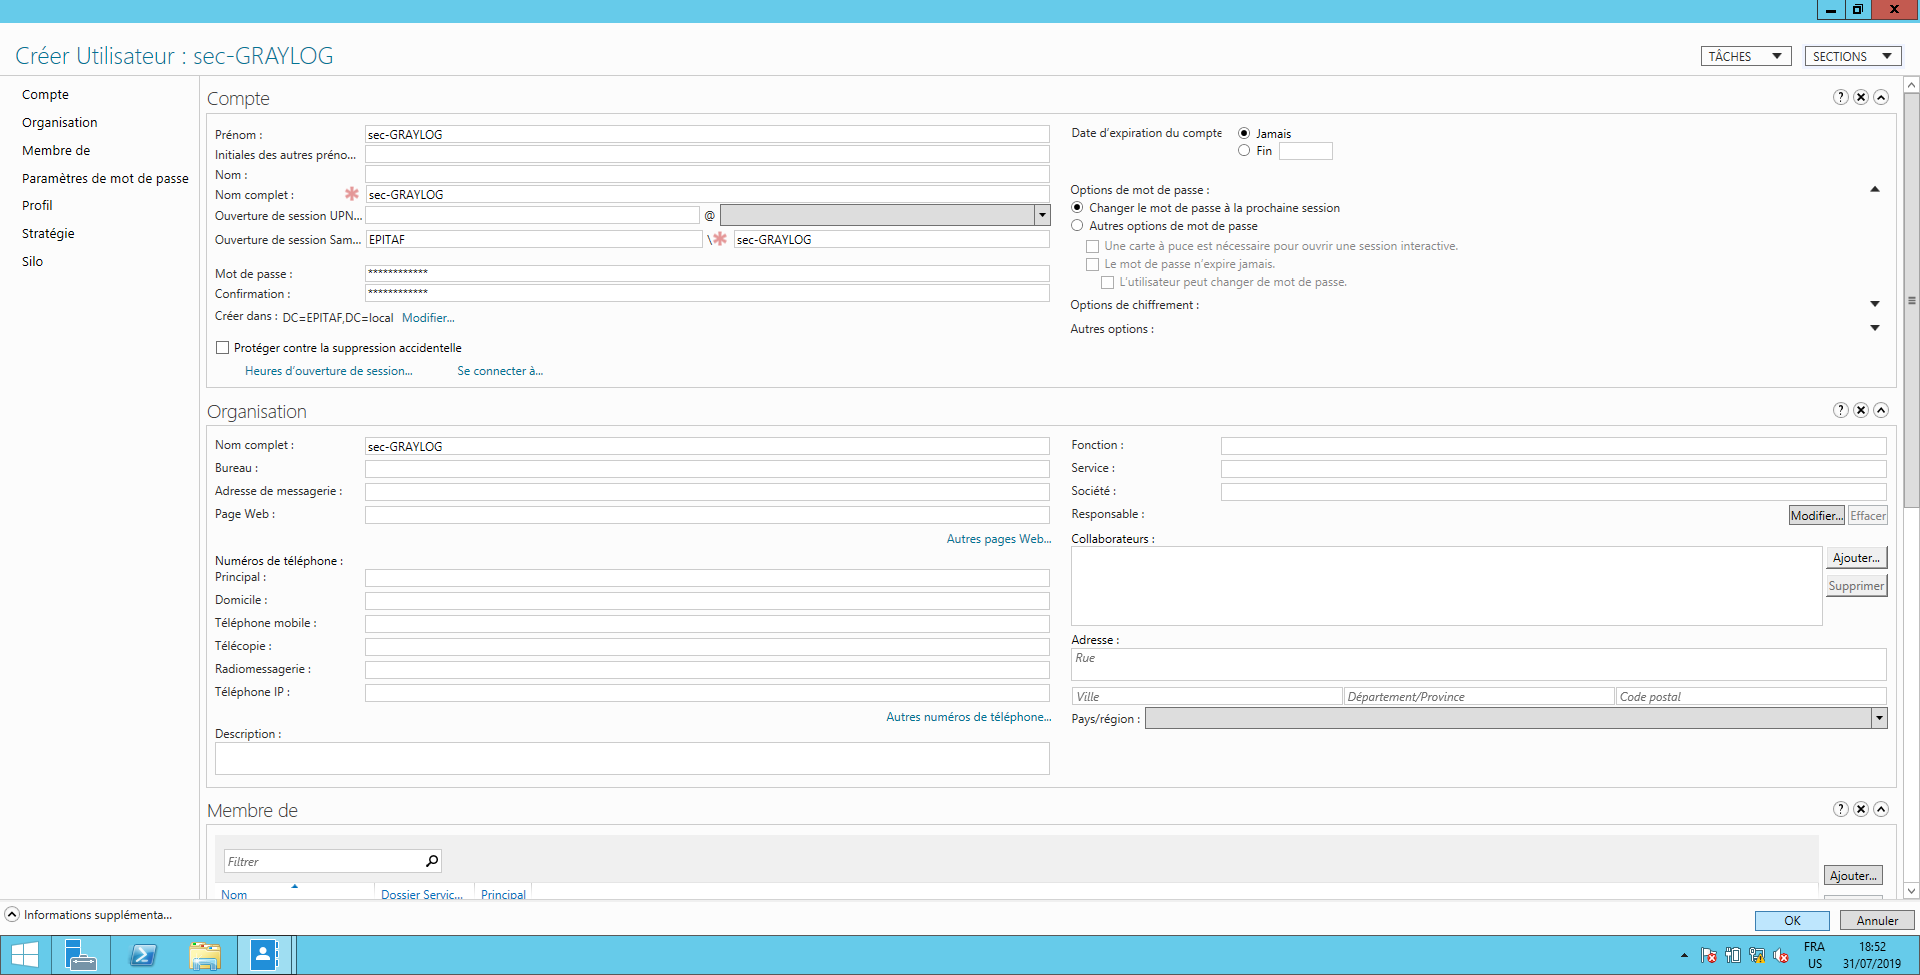 Créer Utilisateur : sec-GRAYLOG
TÂCHES
SECTIONS
Compte
Organisation
Membre de
Paramètres de mot de passe
Profil
Stratégie
Silo
Compte
Prénom :
sec-GRAYLOG
Initiales des autres préno...
Nom :
Nom complet :
sec-GRAYLOG
Ouverture de session UPN...
@
Ouverture de session Sam...
EPITAF
\
sec-GRAYLOG
Mot de passe :
************
Confirmation :
************
Créer dans : DC=EPITAF,DC=local Modifier...
Protéger contre la suppression accidentelle
Heures d'ouverture de session...
Se connecter à...
Date d'expiration du compte
Jamais
Fin
Options de mot de passe :
Changer le mot de passe à la prochaine session
Autres options de mot de passe
Une carte à puce est nécessaire pour ouvrir une session interactive.
Le mot de passe n'expire jamais.
L'utilisateur peut changer de mot de passe.
Options de chiffrement :
Autres options :
Organisation
Nom complet :
sec-GRAYLOG
Bureau :
Adresse de messagerie :
Page Web :
Autres pages Web...
Numéros de téléphone :
Principal :
Domicile :
Téléphone mobile :
Télécopie :
Radiomessagerie :
Téléphone IP :
Autres numéros de téléphone...
Description :
Fonction :
Service :
Société :
Responsable :
Modifier...
Effacer
Collaborateurs :
Ajouter...
Supprimer
Adresse :
Rue
Ville
Département/Province
Code postal
Pays/région :
Membre de
Filtrer
Ajouter...
Nom
Dossier Servic...
Principal
Informations supplémenta...
OK
Annuler
FRA
US
18:52
31/07/2019